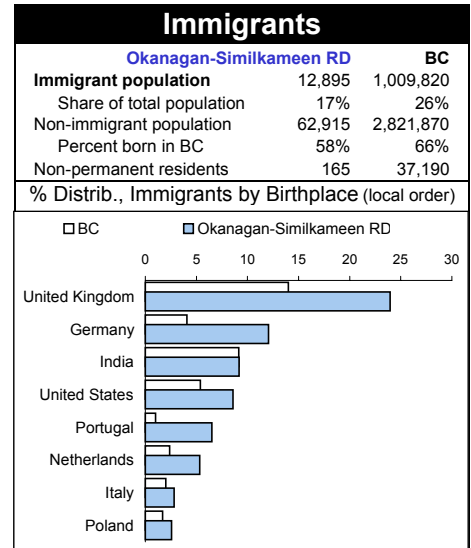 Immigrants
Okanagan-Similkameen RD BC
Immigrant population 12,895 1,009,820
Share of total population 17% 26%
Non-immigrant population 62,915 2,821,870
Percent born in BC 58% 66%
Non-permanent residents 165 37,190
% Distrib., Immigrants by Birthplace (local order)
BC Okanagan-Similkameen RD
0 5 10 15 20 25 30
United Kingdom
Germany
India
United States
Portugal
Netherlands
Italy
Poland